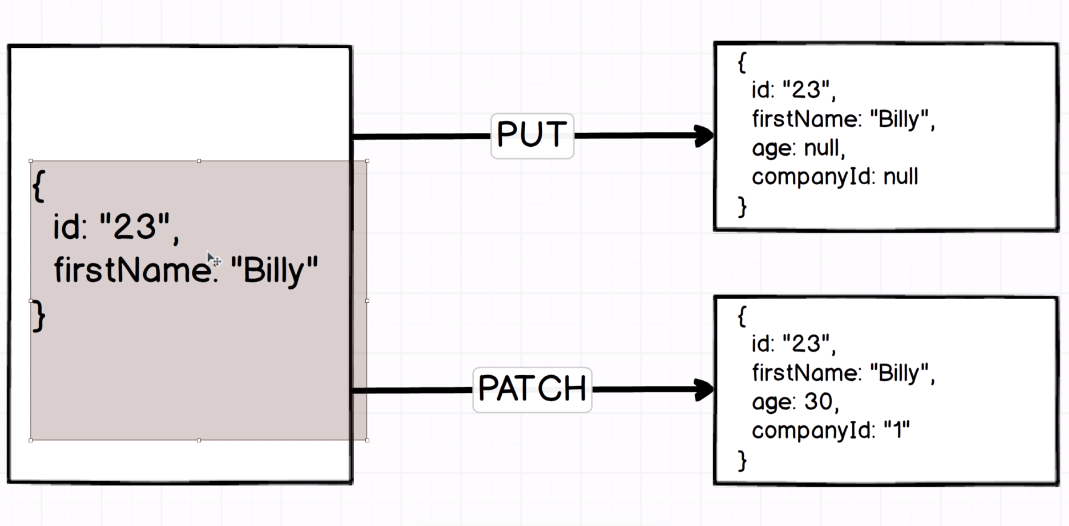 {
id: "23",
firstName: "Billy"
}
PUT
{
id: "23",
firstName: "Billy",
age: null,
companyId: null
}
PATCH
{
id: "23",
firstName: "Billy",
age: 30,
companyId: "1"
}